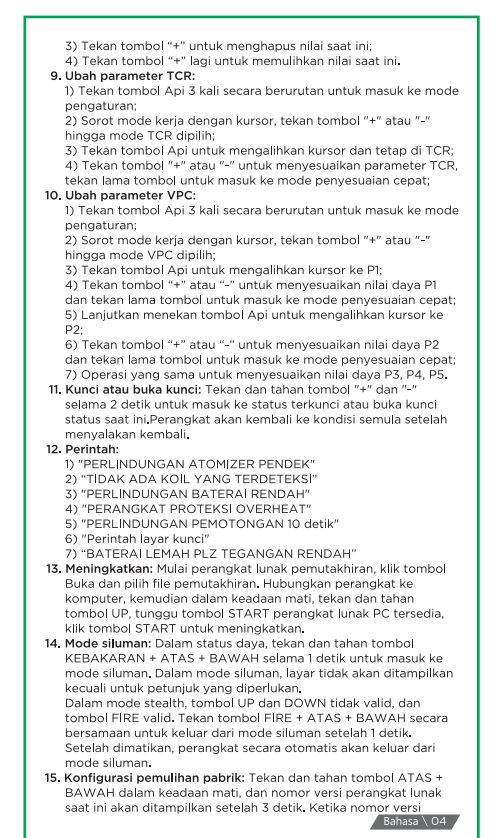 3) Tekan tombol “+” untuk menghapus nilai saat ini;
4) Tekan tombol “+” lagi untuk memulihkan nilai saat ini.
9. Ubah parameter TCR:
1) Tekan tombol Api 3 kali secara berurutan untuk masuk ke mode
pengaturan;
2) Sorot mode kerja dengan kursor, tekan tombol "+" atau "-"
hingga mode TCR dipilih;
3) Tekan tombol Api untuk mengalihkan kursor dan tetap di TCR;
4) Tekan tombol "+" atau "-" untuk menyesuaikan parameter TCR,
tekan lama tombol untuk masuk ke mode penyesuaian cepat;
10. Ubah parameter VPC:
1) Tekan tombol Api 3 kali secara berurutan untuk masuk ke mode
pengaturan;
2) Sorot mode kerja dengan kursor, tekan tombol "+" atau "-"
hingga mode VPC dipilih;
3) Tekan tombol Api untuk mengalihkan kursor ke P1;
4) Tekan tombol “+” atau “-” untuk menyesuaikan nilai daya P1
dan tekan lama tombol untuk masuk ke mode penyesuaian cepat;
5) Lanjutkan menekan tombol Api untuk mengalihkan kursor ke
P2;
6) Tekan tombol “+” atau “-” untuk menyesuaikan nilai daya P2
dan tekan lama tombol untuk masuk ke mode penyesuaian cepat;
7) Operasi yang sama untuk menyesuaikan nilai daya P3, P4, P5.
11. Kunci atau buka kunci: Tekan dan tahan tombol "+" dan "-"
selama 2 detik untuk masuk ke status terkunci atau buka kunci
status saat ini.Perangkat akan kembali ke kondisi semula setelah
menyalakan kembali.
12. Perintah:
1) "PERLINDUNGAN ATOMIZER PENDEK"
2) “TIDAK ADA KOIL YANG TERDETEKSI”
3) "PERLINDUNGAN BATERAI RENDAH"
4) "PERANGKAT PROTEKSI OVERHEAT"
5) "PERLINDUNGAN PEMOTONGAN 10 detik"
6) "Perintah layar kunci"
7) “BATERAI LEMAH PLZ TEGANGAN RENDAH”
13. Meningkatkan: Mulai perangkat lunak pemutakhiran, klik tombol
Buka dan pilih file pemutakhiran. Hubungkan perangkat ke
komputer, kemudian dalam keadaan mati, tekan dan tahan
tombol UP, tunggu tombol START perangkat lunak PC tersedia,
klik tombol START untuk meningkatkan.
14. Mode siluman: Dalam status daya, tekan dan tahan tombol
KEBAKARAN + ATAS + BAWAH selama 1 detik untuk masuk ke
mode siluman. Dalam mode siluman, layar tidak akan ditampilkan
kecuali untuk petunjuk yang diperlukan.
Dalam mode stealth, tombol UP dan DOWN tidak valid, dan
tombol FIRE valid. Tekan tombol FIRE + ATAS + BAWAH secara
bersamaan untuk keluar dari mode siluman setelah 1 detik.
Setelah dimatikan, perangkat secara otomatis akan keluar dari
mode siluman.
15. Konfigurasi pemulihan pabrik: Tekan dan tahan tombol ATAS +
BAWAH dalam keadaan mati, dan nomor versi perangkat lunak
saat ini akan ditampilkan setelah 3 detik. Ketika nomor versi
Bahasa \ 04